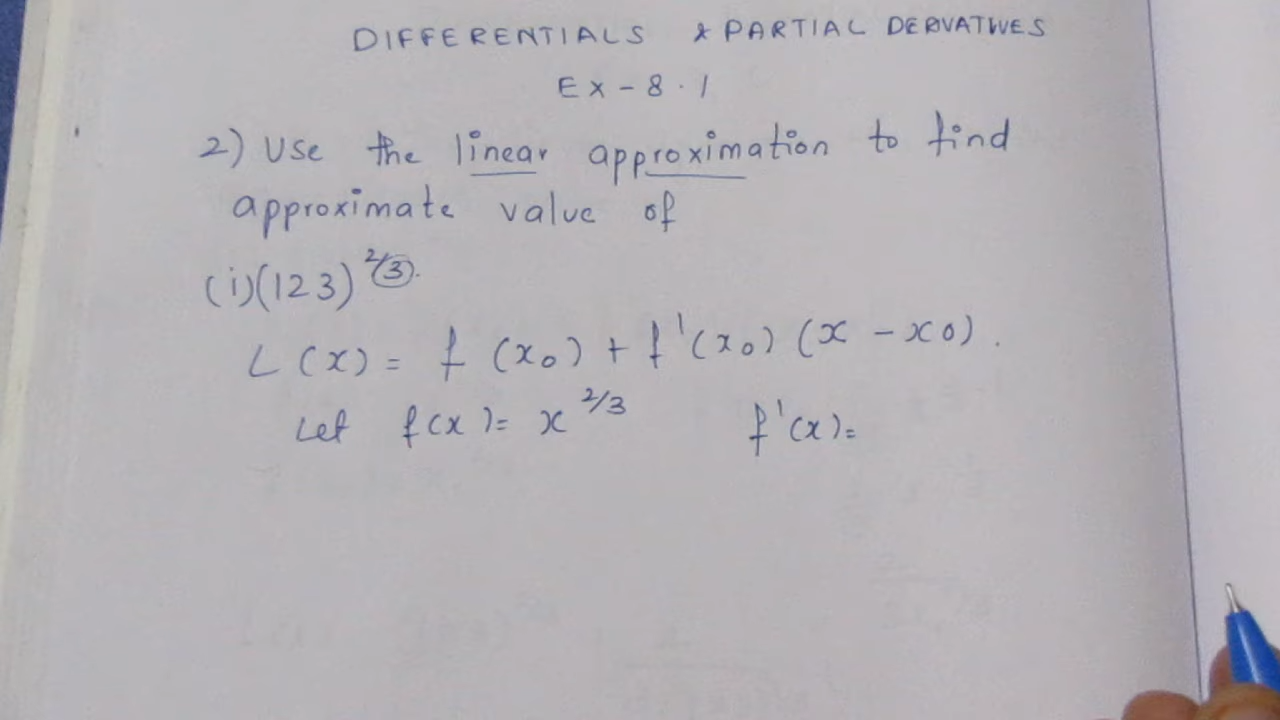 DIFFERENTIALS & PARTIAL DERVATIVES
EX-8.1
2) Use the linear approximation to find
approximate value of
(i)(123)^2/3.
L(x) = f(x₀) + f'(x₀)(x - x₀).
Let f(x) = x^2/3 f'(x) =